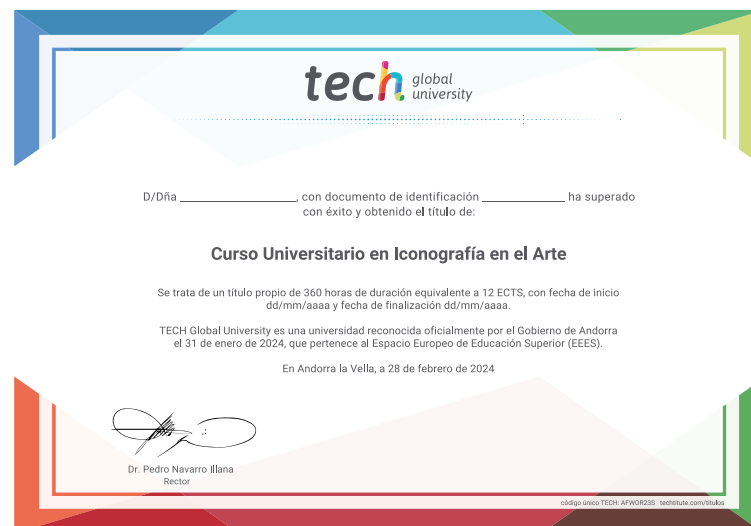 tech global university
D/Dña ____________________, con documento de identificación ______________ ha superado
con éxito y obtenido el título de:
Curso Universitario en Iconografía en el Arte
Se trata de un título propio de 360 horas de duración equivalente a 12 ECTS, con fecha de inicio
dd/mm/aaaa y fecha de finalización dd/mm/aaaa.
TECH Global University es una universidad reconocida oficialmente por el Gobierno de Andorra
el 31 de enero de 2024, que pertenece al Espacio Europeo de Educación Superior (EEES).
En Andorra la Vella, a 28 de febrero de 2024
Dr. Pedro Navarro Illana
Rector
código único TECH: AFWOR23S techtitute.com/titulos